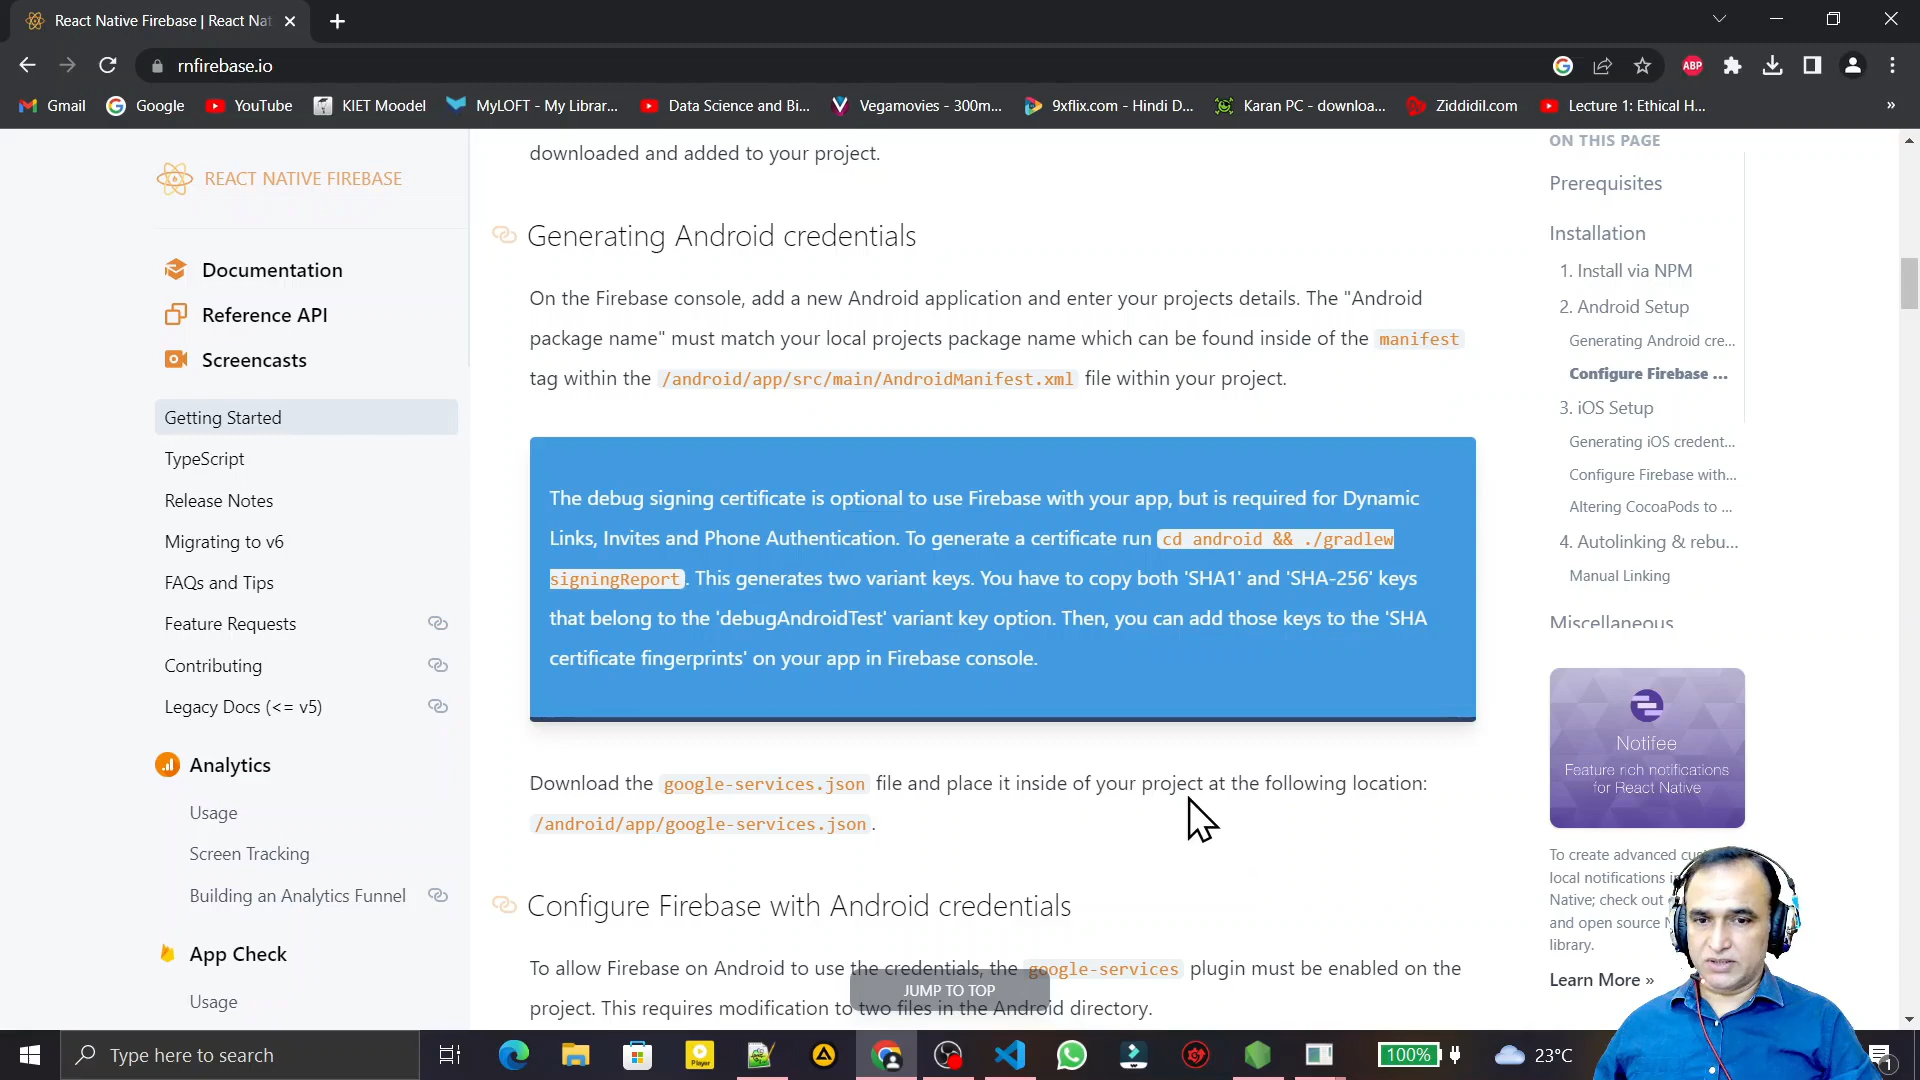 React Native Firebase | React Nat
rnfirebase.io
Gmail
Google
YouTube
KIET Moodel
MyLOFT - My Librar...
Data Science and Bi...
Vegamovies - 300m...
9xflix.com - Hindi D...
Karan PC - downloa...
Ziddidil.com
Lecture 1: Ethical H...
ABP
REACT NATIVE FIREBASE
Documentation
Reference API
Screencasts
Getting Started
TypeScript
Release Notes
Migrating to v6
FAQs and Tips
Feature Requests
Contributing
Legacy Docs (<= v5)
Analytics
Usage
Screen Tracking
Building an Analytics Funnel
App Check
Usage
downloaded and added to your project.
Generating Android credentials
On the Firebase console, add a new Android application and enter your projects details. The "Android
package name" must match your local projects package name which can be found inside of the manifest
tag within the /android/app/src/main/AndroidManifest.xml file within your project.
The debug signing certificate is optional to use Firebase with your app, but is required for Dynamic
Links, Invites and Phone Authentication. To generate a certificate run cd android && ./gradlew
signingReport. This generates two variant keys. You have to copy both 'SHA1' and 'SHA-256' keys
that belong to the 'debugAndroidTest' variant key option. Then, you can add those keys to the 'SHA
certificate fingerprints' on your app in Firebase console.
Download the google-services.json file and place it inside of your project at the following location:
/android/app/google-services.json.
Configure Firebase with Android credentials
To allow Firebase on Android to use the credentials, the google-services plugin must be enabled on the
project. This requires modification to two files in the Android directory.
JUMP TO TOP
ON THIS PAGE
Prerequisites
Installation
1. Install via NPM
2. Android Setup
Generating Android cre...
Configure Firebase ...
3. iOS Setup
Generating iOS credent...
Configure Firebase with...
Altering CocoaPods to ...
4. Autolinking & rebu...
Manual Linking
Miscellaneous
Notifee
Feature rich notifications
for React Native
To create advanced
local notifications
Native; check out
and open source
library.
Learn More »
Type here to search
Player
100%
23°C
1